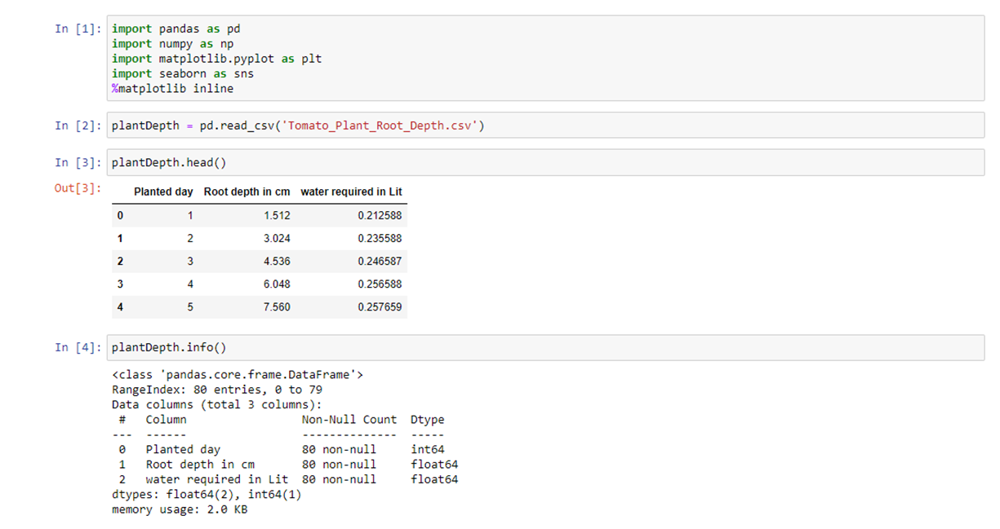 In [1]: import pandas as pd
import numpy as np
import matplotlib.pyplot as plt
import seaborn as sns
%matplotlib inline
In [2]: plantDepth = pd.read_csv('Tomato_Plant_Root_Depth.csv')
In [3]: plantDepth.head()
Out[3]: Planted day Root depth in cm water required in Lit
0 1 1.512 0.212588
1 2 3.024 0.235588
2 3 4.536 0.246587
3 4 6.048 0.256588
4 5 7.560 0.257659
In [4]: plantDepth.info()
<class 'pandas.core.frame.DataFrame'>
RangeIndex: 80 entries, 0 to 79
Data columns (total 3 columns):
# Column Non-Null Count Dtype
--- ------ -------------- -----
0 Planted day 80 non-null int64
1 Root depth in cm 80 non-null float64
2 water required in Lit 80 non-null float64
dtypes: float64(2), int64(1)
memory usage: 2.0 KB